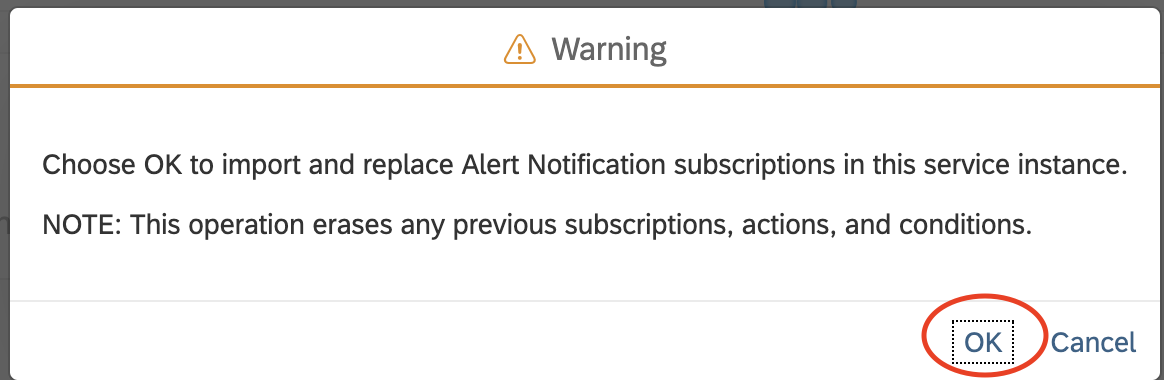 Warning
Choose OK to import and replace Alert Notification subscriptions in this service instance.
NOTE: This operation erases any previous subscriptions, actions, and conditions.
OK Cancel